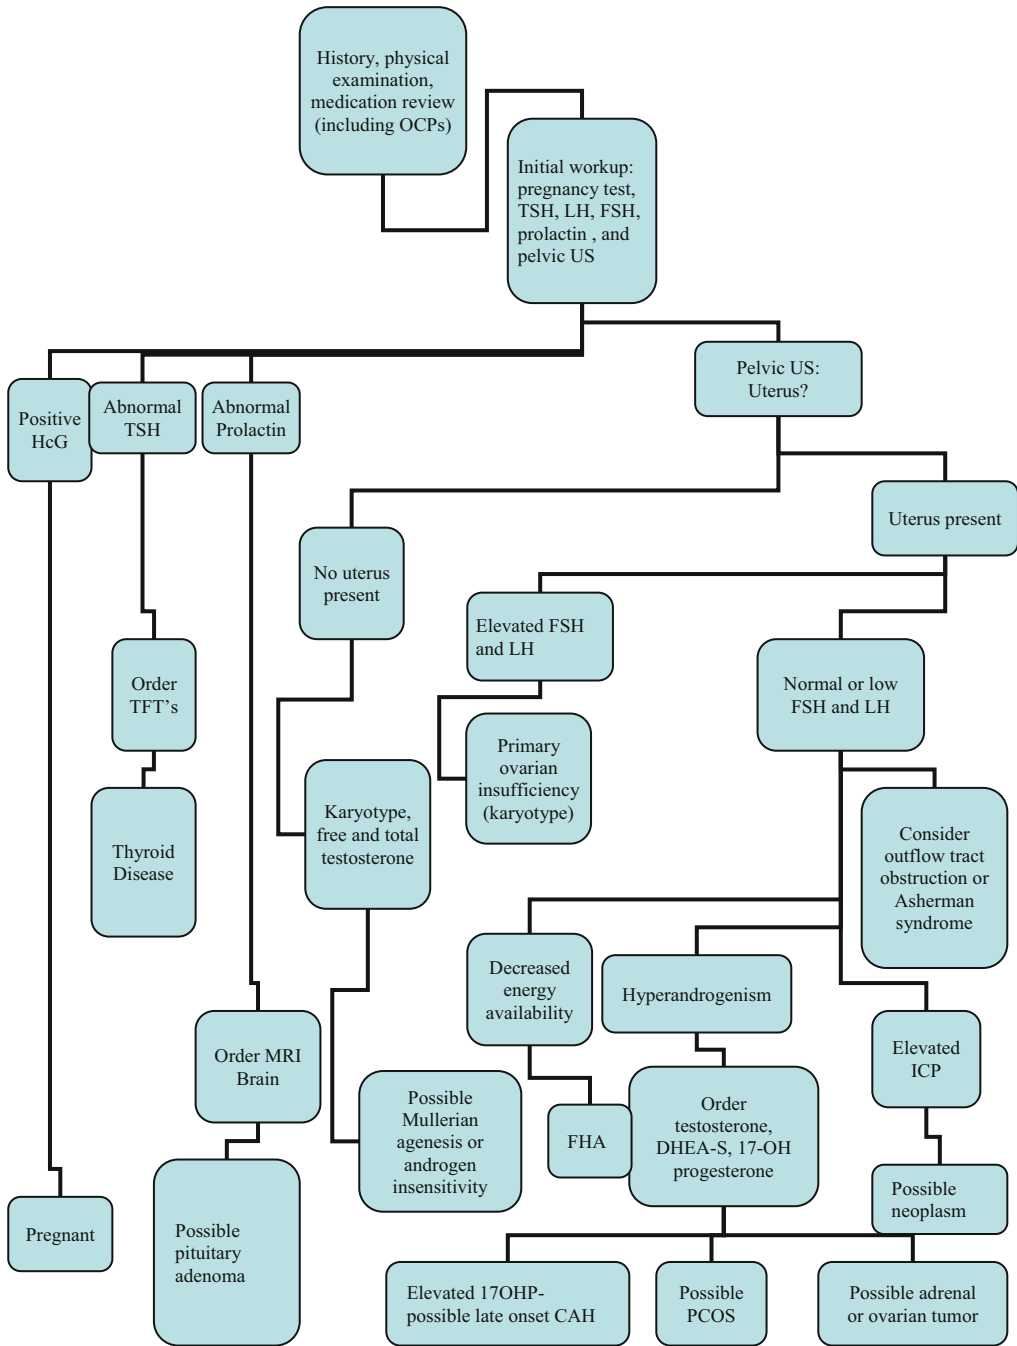 History, physical
examination,
medication review
(including OCPs)
Initial workup:
pregnancy test,
TSH, LH, FSH,
prolactin , and
pelvic US
Pelvic US:
Uterus?
Positive
HcG
Abnormal
TSH
Abnormal
Prolactin
Uterus present
No uterus
present
Elevated FSH
and LH
Normal or low
FSH and LH
Order
TFT's
Primary
ovarian
insufficiency
(karyotype)
Karyotype,
free and total
testosterone
Thyroid
Disease
Consider
outflow tract
obstruction or
Asherman
syndrome
Decreased
energy
availability
Hyperandrogenism
Elevated
ICP
Order MRI
Brain
Possible
Mullerian
agenesis or
androgen
insensitivity
FHA
Order
testosterone,
DHEA-S, 17-OH
progesterone
Possible
neoplasm
Pregnant
Possible
pituitary
adenoma
Elevated 17OHP-
possible late onset CAH
Possible
PCOS
Possible adrenal
or ovarian tumor